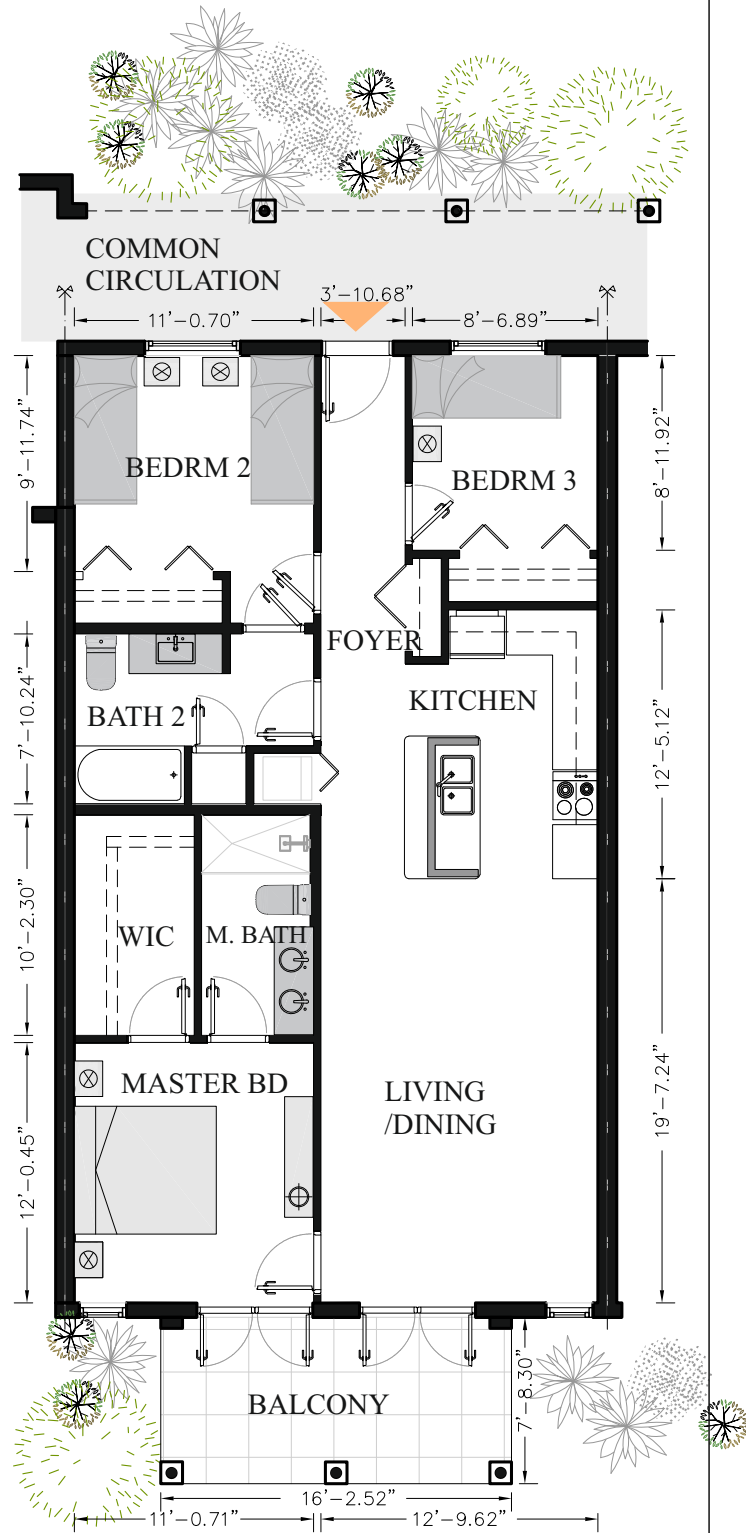 COMMON
CIRCULATION
3’-10.68”
11’-0.70”
8’-6.89”
9’-11.74”
8’-11.92”
BEDRM 2
BEDRM 3
FOYER
7’-10.24”
BATH 2
KITCHEN
12’-5.12”
10’-2.30”
WIC
M. BATH
MASTER BD
LIVING
/DINING
12’-0.45”
19’-7.24”
BALCONY
7’-8.30”
16’-2.52”
11’-0.71”
12’-9.62”